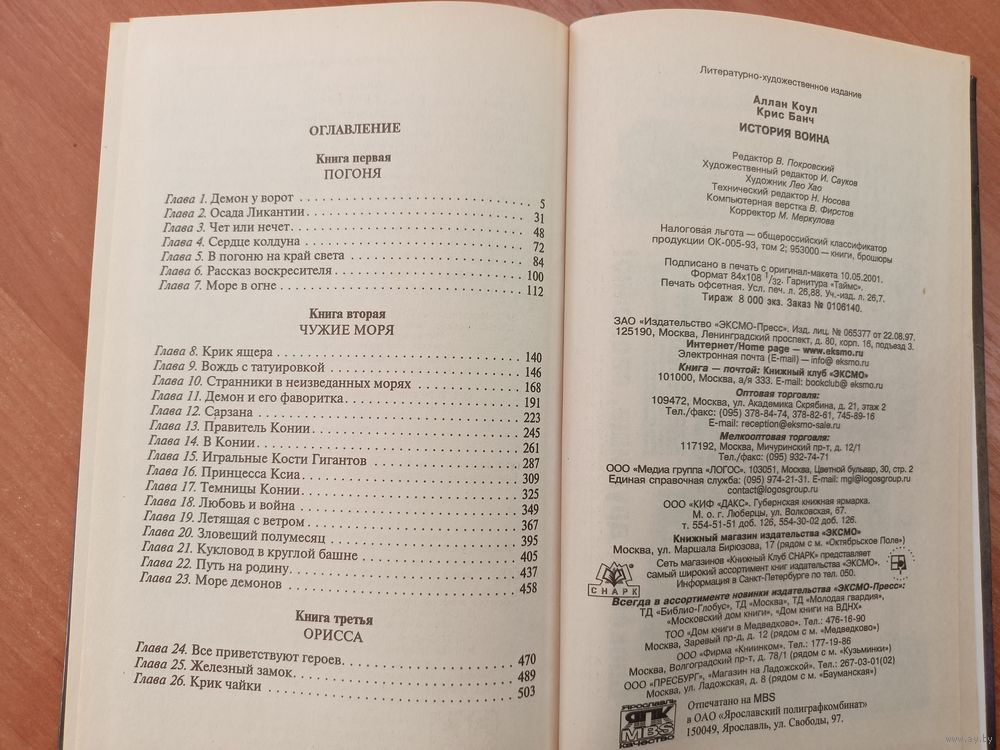 ОГЛАВЛЕНИЕ
Книга первая
ПОГОНЯ
Глава 1. Демон у ворот 5
Глава 2. Осада Ликантии 31
Глава 3. Чет или нечет 48
Глава 4. Сердце колдуна 72
Глава 5. В погоню на край света 84
Глава 6. Рассказ воскресителя 100
Глава 7. Море в огне 112
Книга вторая
ЧУЖИЕ МОРЯ
Глава 8. Крик ящера 140
Глава 9. Вождь с татуировкой 146
Глава 10. Странники в неизведанных морях 168
Глава 11. Демон и его фаворитка 191
Глава 12. Сарзана 223
Глава 13. Правитель Конии 245
Глава 14. В Конии 261
Глава 15. Игральные Кости Гигантов 287
Глава 16. Принцесса Ксиа 309
Глава 17. Темницы Конии 325
Глава 18. Любовь и война 349
Глава 19. Летящая с ветром 367
Глава 20. Зловещий полумесяц 395
Глава 21. Кукловод в круглой башне 405
Глава 22. Путь на родину 437
Глава 23. Море демонов 458
Книга третья
ОРИССА
Глава 24. Все приветствуют героев 470
Глава 25. Железный замок 489
Глава 26. Крик чайки 503
Литературно-художественное издание
Аллан Коул
Крис Банч
ИСТОРИЯ ВОИНА
Редактор В. Покровский
Художественный редактор И. Сауков
Художник Лео Хао
Технический редактор Н. Носова
Компьютерная верстка В. Фирстов
Корректор М. Меркулова
Налоговая льгота — общероссийский классификатор
продукции ОК-005-93, том 2; 953000 — книги, брошюры
Подписано в печать с оригинал-макета 10.05.2001.
Формат 84x108 1/32. Гарнитура «Таймс».
Печать офсетная. Усл. печ. л. 26,88. Уч.-изд. л. 26,7.
Тираж 8 000 экз. Заказ № 0106140.
ЗАО «Издательство «ЭКСМО-Пресс». Изд. лиц. № 065377 от 22.08.97.
125190, Москва, Ленинградский проспект, д. 80, корп. 16, подъезд 3.
Интернет/Home page — www.eksmo.ru
Электронная почта (E-mail) — info@ eksmo.ru
Книга — почтой: Книжный клуб «ЭКСМО»
101000, Москва, а/я 333. E-mail: bookclub@ eksmo.ru
Оптовая торговля:
109472, Москва, ул. Академика Скрябина, д. 21, этаж 2
Тел./факс: (095) 378-84-74, 378-82-61, 745-89-16
E-mail: reception@eksmo-sale.ru
Мелкооптовая торговля:
117192, Москва, Мичуринский пр-т, д. 12/1
Тел./факс: (095) 932-74-71
ООО «Медиа группа «ЛОГОС». 103051, Москва, Цветной бульвар, 30, стр. 2
Единая справочная служба: (095) 974-21-31. E-mail: mgl@logosgroup.ru
contact@logosgroup.ru
ООО «КИФ «ДАКС». Губернская книжная ярмарка.
М. о. г. Люберцы, ул. Волковская, 67.
т. 554-51-51 доб. 126, 554-30-02 доб. 126.
Книжный магазин издательства «ЭКСМО»
Москва, ул. Маршала Бирюзова, 17 (рядом с м. «Октябрьское Поле»)
Сеть магазинов «Книжный Клуб СНАРК» представляет
самый широкий ассортимент книг издательства «ЭКСМО».
Информация в Санкт-Петербурге по тел. 050.
СНАРК
Всегда в ассортименте новинки издательства «ЭКСМО-Пресс»:
ТД «Библио-Глобус», ТД «Москва», ТД «Молодая гвардия»,
«Московский дом книги», «Дом книги на ВДНХ»
ТОО «Дом книги в Медведково». Тел.: 476-16-90
Москва, Заревый пр-д, д. 12 (рядом с м. «Медведково»)
ООО «Фирма «Книинком». Тел.: 177-19-86
Москва, Волгоградский пр-т, д. 78/1 (рядом с м. «Кузьминки»)
ООО «ПРЕСБУРГ», «Магазин на Ладожской». Тел.: 267-03-01(02)
Москва, ул. Ладожская, д. 8 (рядом с м. «Бауманская»)
ЯРОСЛАВЛЬ
ЯПК
MBS
КАЧЕСТВО
Отпечатано на MBS
в ОАО «Ярославский полиграфкомбинат»
150049, Ярославль, ул. Свободы, 97.
www.ay.by